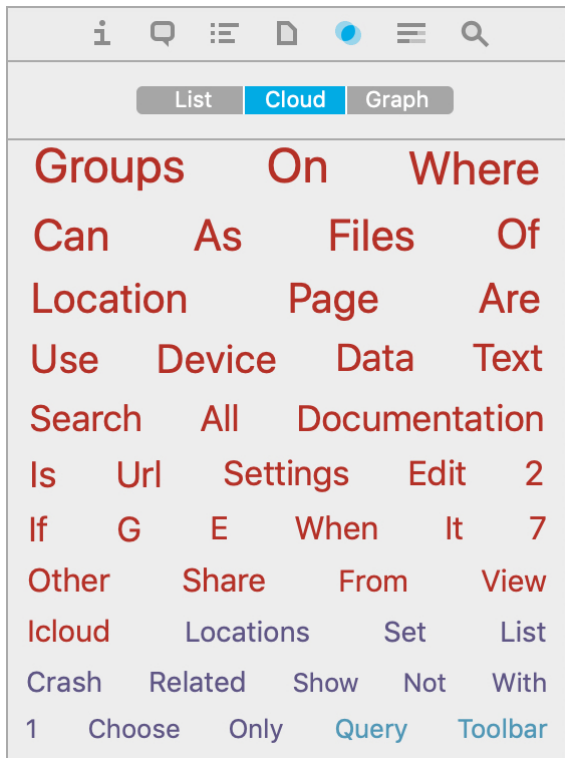 List Cloud Graph
Groups On Where
Can As Files Of
Location Page Are
Use Device Data Text
Search All Documentation
Is Url Settings Edit 2
If G E When It 7
Other Share From View
Icloud Locations Set List
Crash Related Show Not With
1 Choose Only Query Toolbar